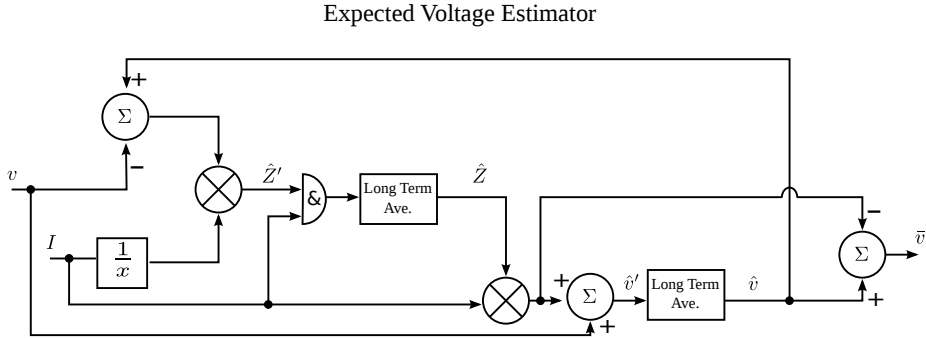 Expected Voltage Estimator
+
Σ
−
v
Ẑ′
&
Long Term
Ave.
Ẑ
I
1
x
−
Σ
v̅
+
+
Σ
+
v̂′
Long Term
Ave.
v̂